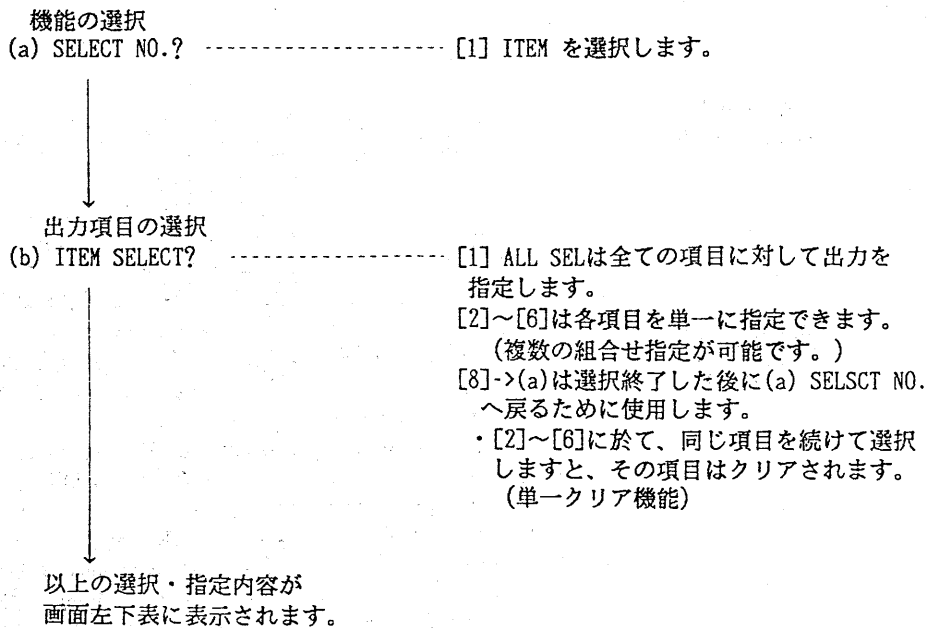 機能の選択
(a) SELECT NO.? -------------------- [1] ITEM を選択します。
出力項目の選択
(b) ITEM SELECT? ------------------ [1] ALL SELは全ての項目に対して出力を
指定します。
[2]～[6]は各項目を単一に指定できます。
(複数の組合せ指定が可能です。)
[8]->(a)は選択終了した後に(a) SELSCT NO.
へ戻るために使用します。
・[2]～[6]に於て、同じ項目を続けて選択
しますと、その項目はクリアされます。
(単一クリア機能)
以上の選択・指定内容が
画面左下表に表示されます。